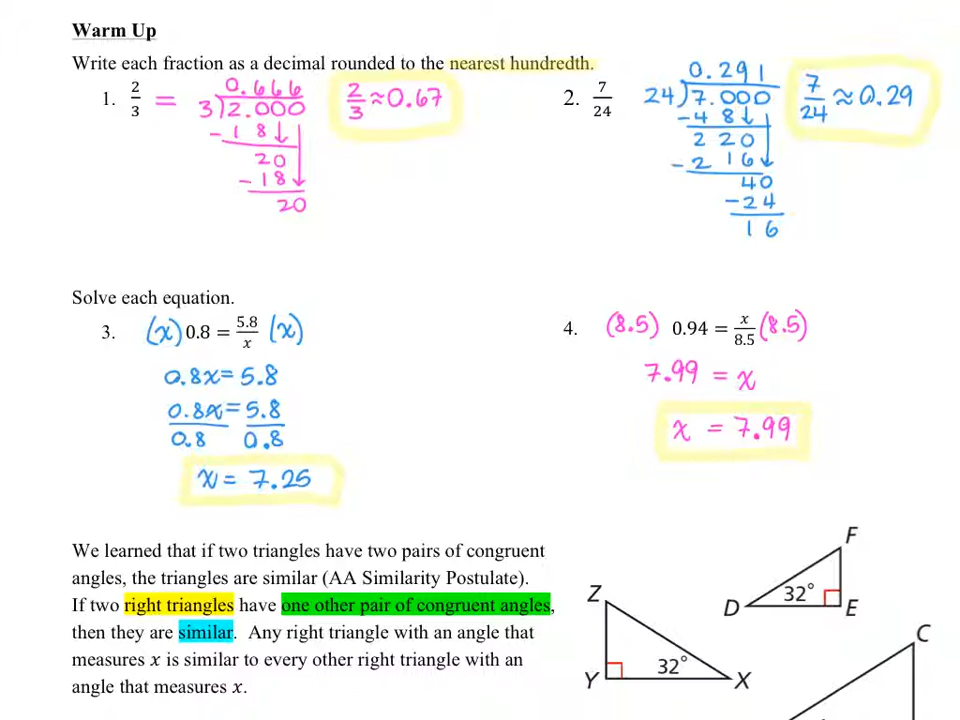 Warm Up
Write each fraction as a decimal rounded to the nearest hundredth.
1. 2/3 =
0.666
3)2.000
- 18↓
20
- 18↓
20
2/3 ≈ 0.67
2. 7/24
0.291
24)7.000
- 48↓
220
- 216↓
40
- 24
16
7/24 ≈ 0.29
Solve each equation.
3. (x) 0.8 = 5.8/x (x)
0.8x = 5.8
0.8x/0.8 = 5.8/0.8
x = 7.25
4. (8.5) 0.94 = x/8.5 (8.5)
7.99 = x
x = 7.99
We learned that if two triangles have two pairs of congruent
angles, the triangles are similar (AA Similarity Postulate).
If two right triangles have one other pair of congruent angles,
then they are similar. Any right triangle with an angle that
measures x is similar to every other right triangle with an
angle that measures x.
F
32°
D
E
Z
32°
Y
X
C